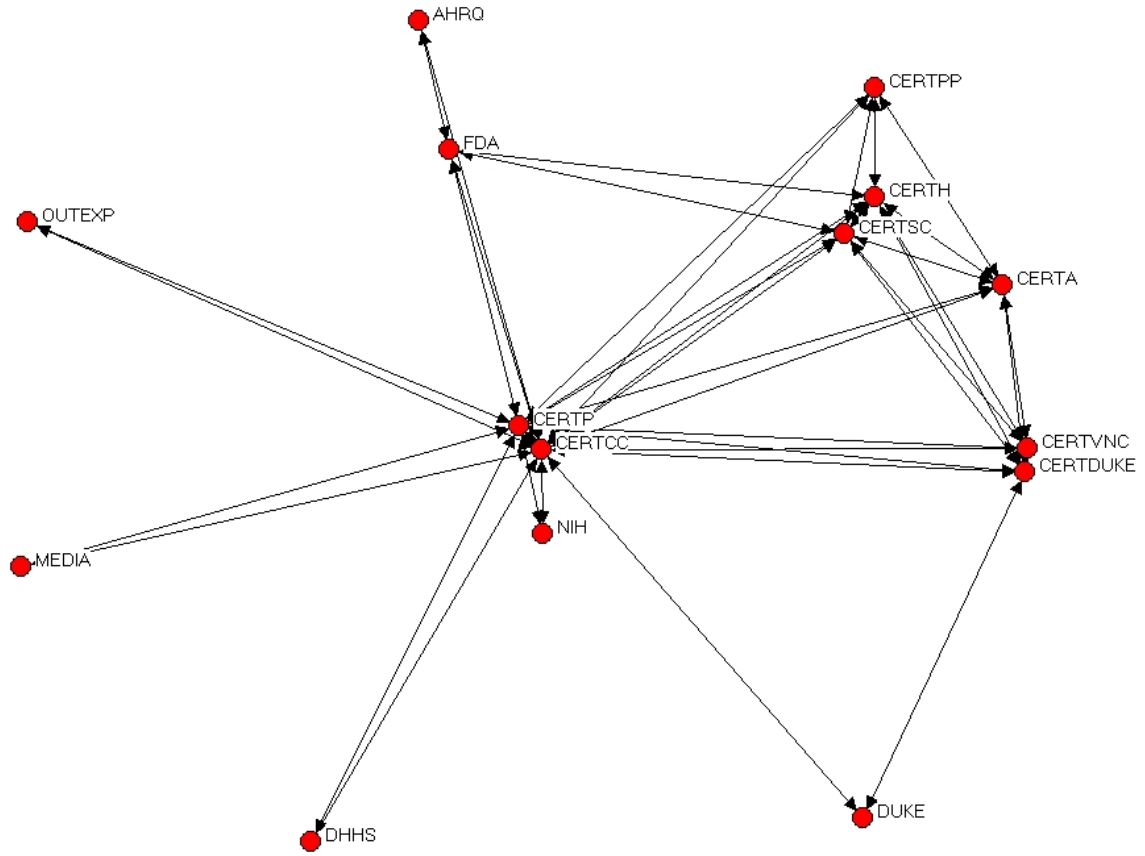 AHRQ
CERTPP
FDA
CERTH
OUTEXP
CERTSC
CERTA
CERTP
CERTCC
CERTVNC
CERTDUKE
NIH
MEDIA
DUKE
DHHS